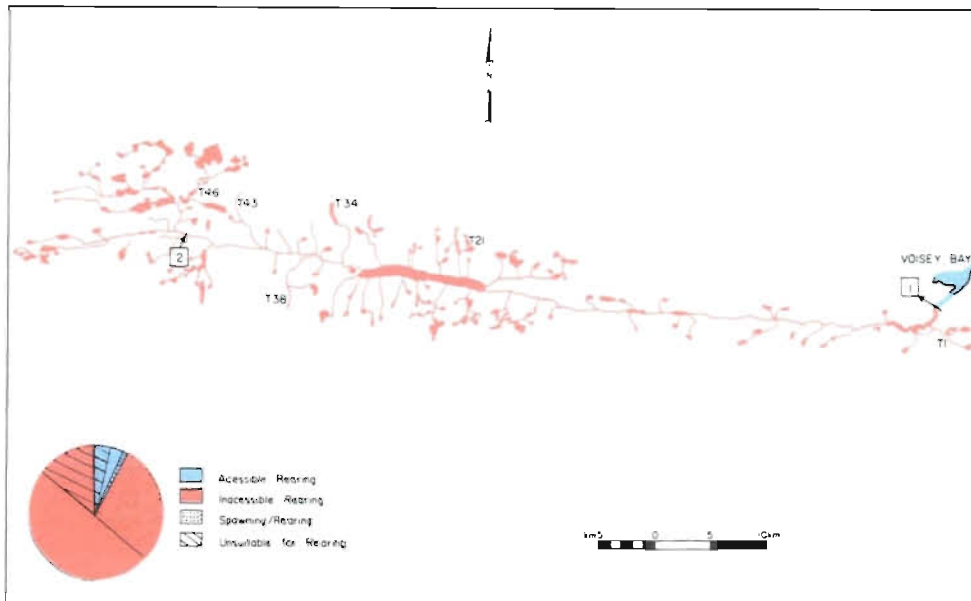 N
T46
T43
T34
T21
2
T38
VOISEY BAY
1
T1
Acessible Rearing
Inacessible Rearing
Spawning/Rearing
Unsuitable for Rearing
km5 0 5 10km